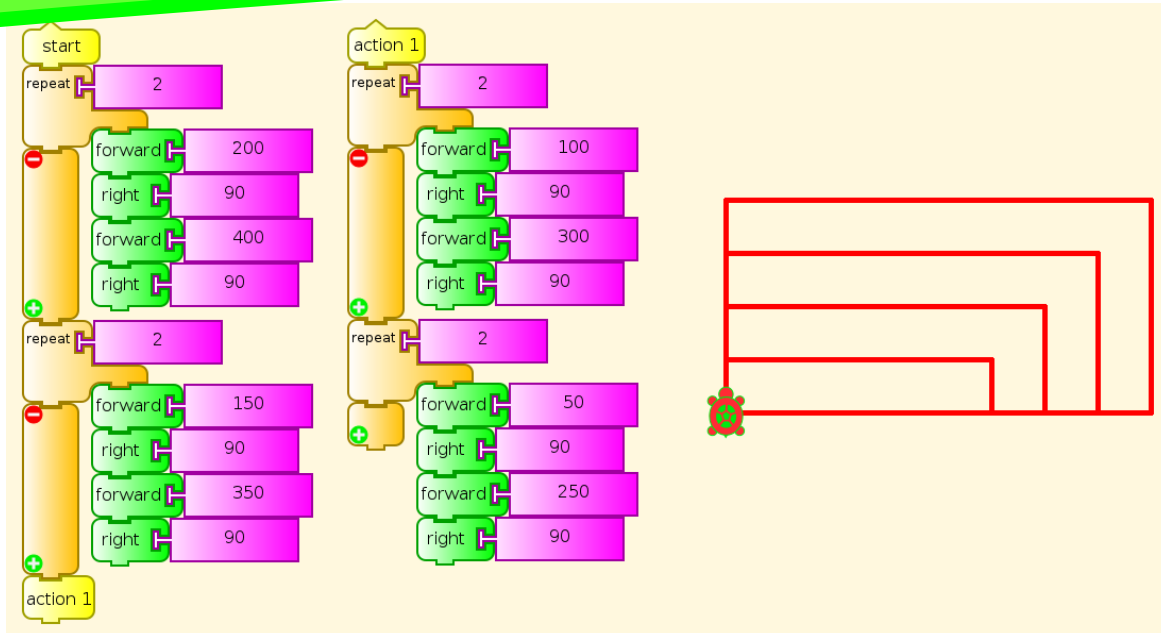 start
repeat 2
forward 200
right 90
forward 400
right 90
repeat 2
forward 150
right 90
forward 350
right 90
action 1
action 1
repeat 2
forward 100
right 90
forward 300
right 90
repeat 2
forward 50
right 90
forward 250
right 90